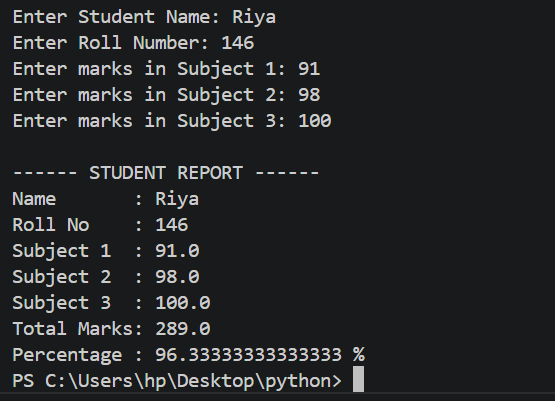 Enter Student Name: Riya
Enter Roll Number: 146
Enter marks in Subject 1: 91
Enter marks in Subject 2: 98
Enter marks in Subject 3: 100

------ STUDENT REPORT ------
Name       : Riya
Roll No    : 146
Subject 1  : 91.0
Subject 2  : 98.0
Subject 3  : 100.0
Total Marks: 289.0
Percentage : 96.33333333333333 %
PS C:\Users\hp\Desktop\python>